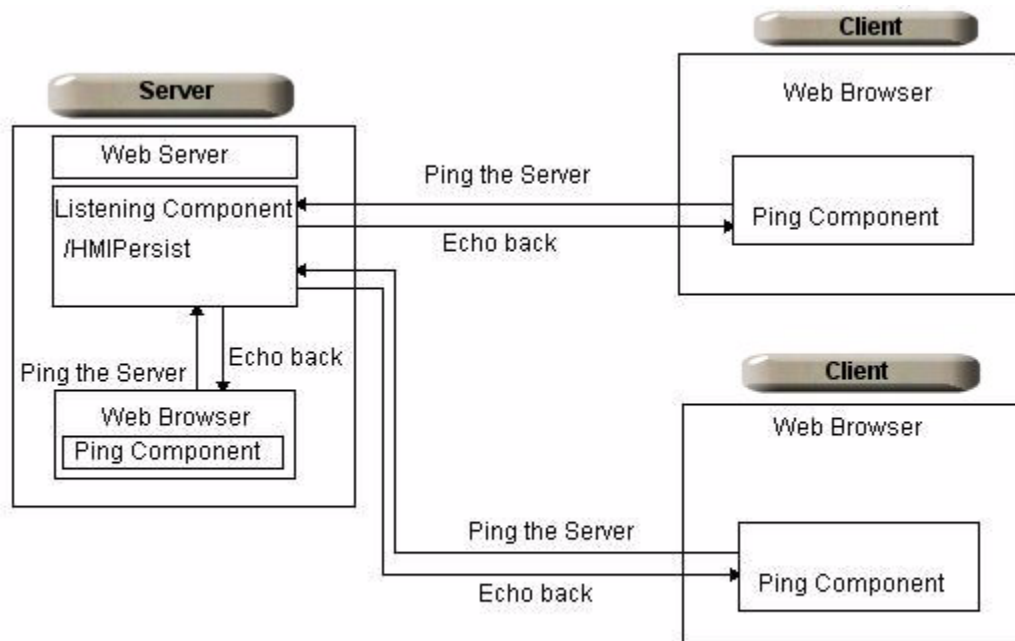 Server
Web Server
Listening Component
/HMIPersist
Ping the Server
Echo back
Web Browser
Ping Component
Ping the Server
Echo back
Client
Web Browser
Ping Component
Ping the Server
Echo back
Client
Web Browser
Ping Component